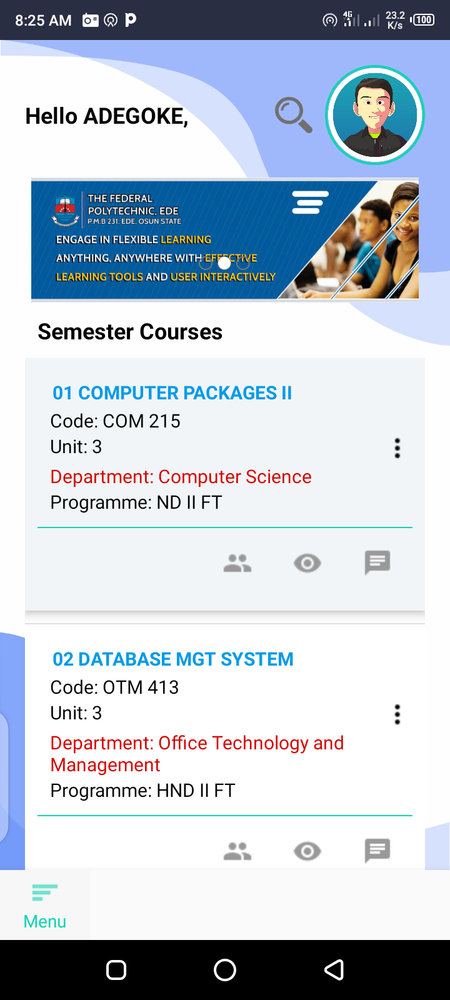 8:25 AM
4G
23.2
K/s
100
Hello ADEGOKE,
THE FEDERAL
POLYTECHNIC, EDE
P.M.B 231, EDE, OSUN STATE
ENGAGE IN FLEXIBLE LEARNING
ANYTHING, ANYWHERE WITH EFFECTIVE
LEARNING TOOLS AND USER INTERACTIVELY
Semester Courses
01 COMPUTER PACKAGES II
Code: COM 215
Unit: 3
Department: Computer Science
Programme: ND II FT
02 DATABASE MGT SYSTEM
Code: OTM 413
Unit: 3
Department: Office Technology and
Management
Programme: HND II FT
Menu